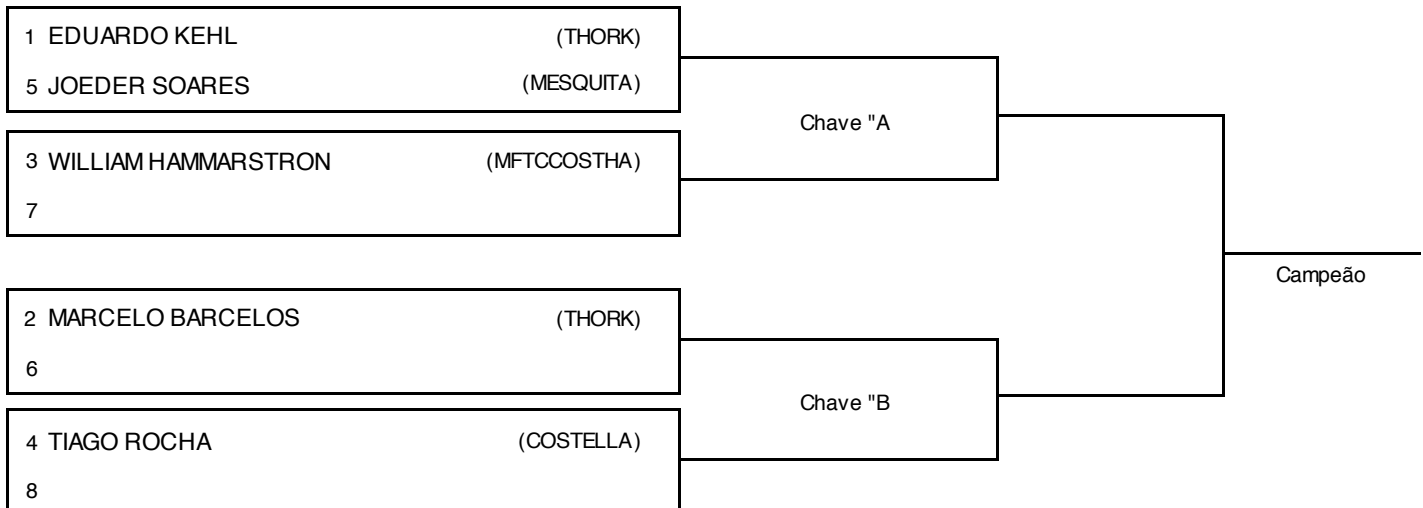 1 EDUARDO KEHL (THORK)
5 JOEDER SOARES (MESQUITA)
Chave "A
3 WILLIAM HAMMARSTRON (MFTCCOSTHA)
7
Campeão
2 MARCELO BARCELOS (THORK)
6
Chave "B
4 TIAGO ROCHA (COSTELLA)
8